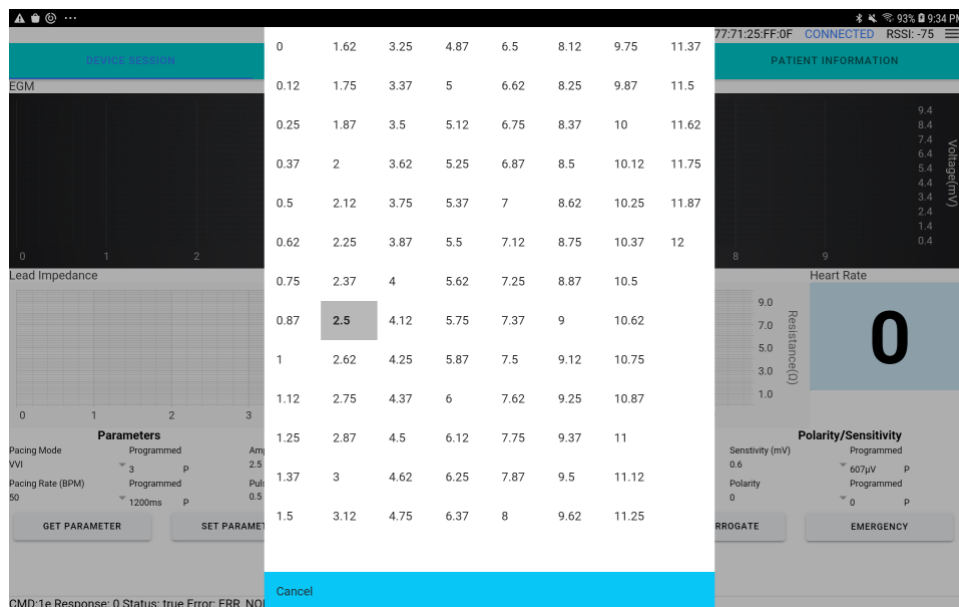 93% 9:34 PM
77:71:25:FF:0F CONNECTED RSSI: -75
DEVICE SESSION
PATIENT INFORMATION
EGM
0 1.62 3.25 4.87 6.5 8.12 9.75 11.37
0.12 1.75 3.37 5 6.62 8.25 9.87 11.5
0.25 1.87 3.5 5.12 6.75 8.37 10 11.62
0.37 2 3.62 5.25 6.87 8.5 10.12 11.75
0.5 2.12 3.75 5.37 7 8.62 10.25 11.87
0.62 2.25 3.87 5.5 7.12 8.75 10.37 12
0.75 2.37 4 5.62 7.25 8.87 10.5
0.87 2.5 4.12 5.75 7.37 9 10.62
1 2.62 4.25 5.87 7.5 9.12 10.75
1.12 2.75 4.37 6 7.62 9.25 10.87
1.25 2.87 4.5 6.12 7.75 9.37 11
1.37 3 4.62 6.25 7.87 9.5 11.12
1.5 3.12 4.75 6.37 8 9.62 11.25
Cancel
9.4
8.4
7.4
6.4
5.4
4.4
3.4
2.4
1.4
0.4
Voltage(mV)
0 1 2 8 9
Lead Impedance
Heart Rate
9.0
7.0
5.0
3.0
1.0
Resistance(Ω)
0
0 1 2 3
Parameters
Polarity/Sensitivity
Pacing Mode Programmed
Sensitivity (mV) Programmed
VVI 3 P 2.5
0.6 607µV P
Pacing Rate (BPM) Programmed
Polarity Programmed
50 1200ms P 0.5
0 0 P
GET PARAMETER
EMERGENCY
CMD:1e Response: 0 Status: true Error: